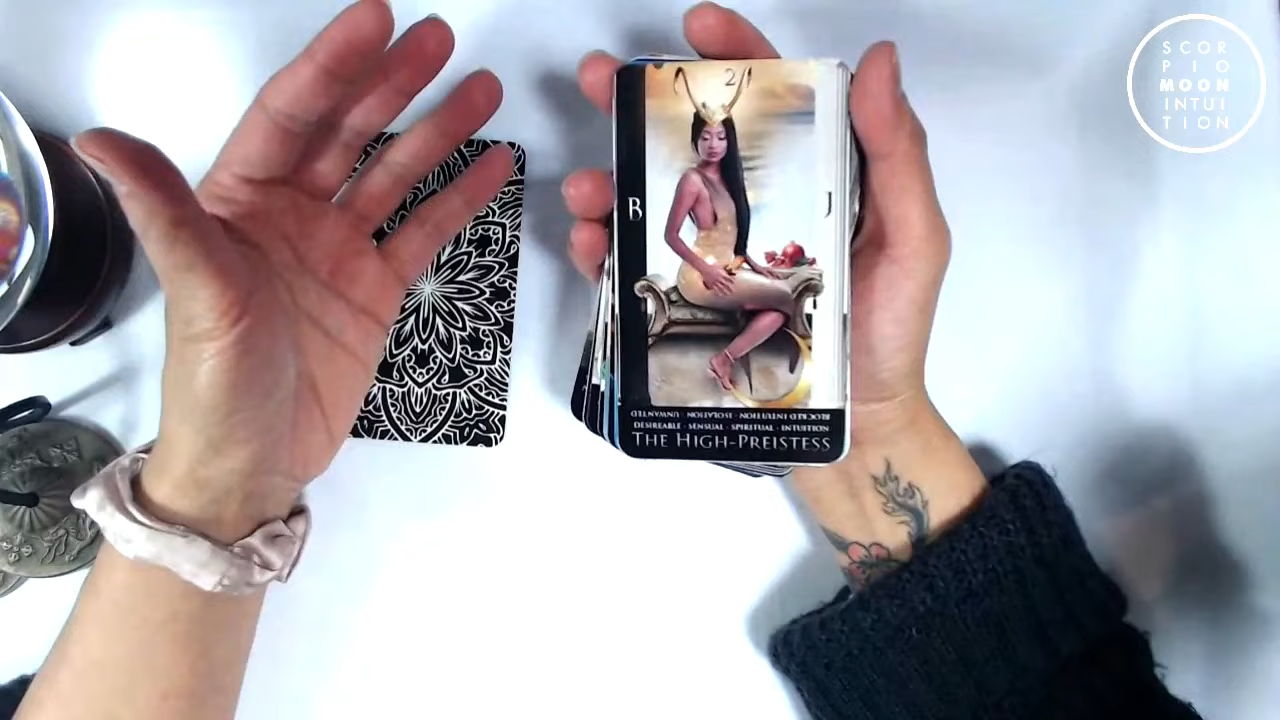 SCOR
PIO
MOON
INTUI
TION
2
B
J
UNWANTED · ISOLATION · BLOCKED INTUITION
DESIREABLE · SENSUAL · SPIRITUAL · INTUITION
THE HIGH-PREISTESS